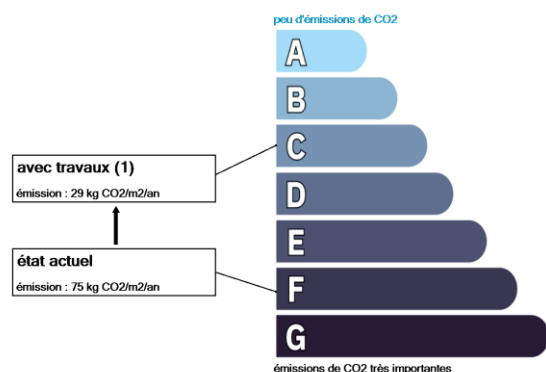 peu d'émissions de CO2
A
B
C
avec travaux (1)
émission : 29 kg CO2/m2/an
D
E
état actuel
émission : 75 kg CO2/m2/an
F
G
émissions de CO2 très importantes